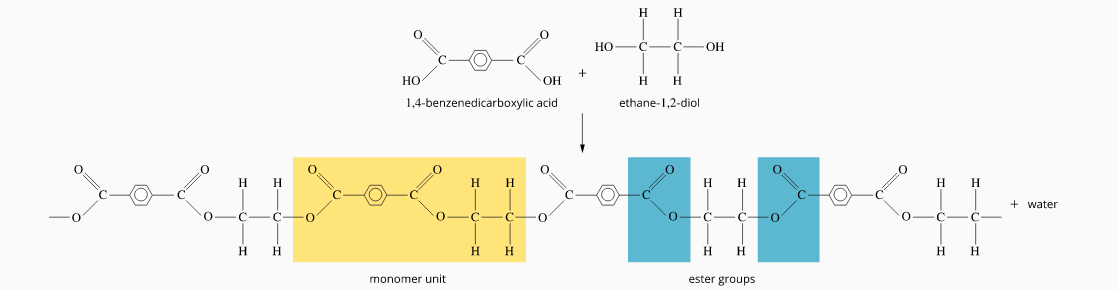 H H
O O
HO C C OH
C C
+
HO OH H H
1,4-benzenedicarboxylic acid ethane-1,2-diol
O O O O O O O O
H H H H H H H H
C C C C C C C C
+ water
O O C C O O C C O O C C O O C C
H H H H H H H H
monomer unit ester groups